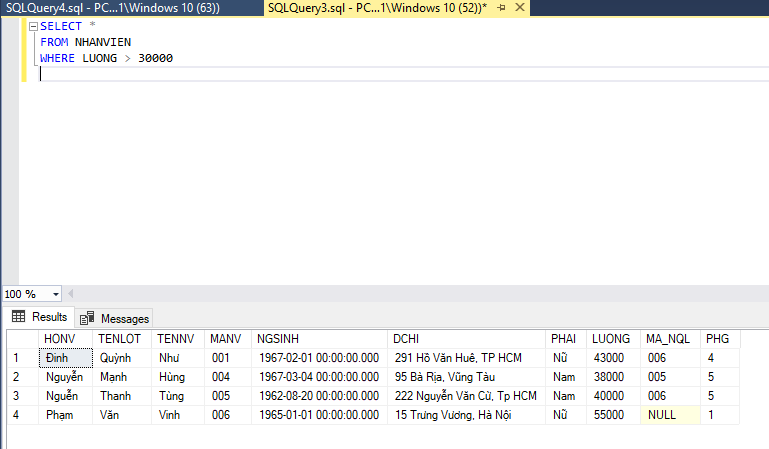 SQLQuery4.sql - PC...1\Windows 10 (63)) SQLQuery3.sql - PC...1\Windows 10 (52))*
SELECT *
FROM NHANVIEN
WHERE LUONG > 30000
100 %
Results Messages
HONV TENLOT TENNV MANV NGSINH DCHI PHAI LUONG MA_NQL PHG
1 Đinh Quỳnh Như 001 1967-02-01 00:00:00.000 291 Hồ Văn Huê, TP HCM Nũ 43000 006 4
2 Nguyễn Mạnh Hùng 004 1967-03-04 00:00:00.000 95 Bà Rịa, Vũng Tàu Nam 38000 005 5
3 Nguễn Thanh Tùng 005 1962-08-20 00:00:00.000 222 Nguyễn Văn Cừ, Tp HCM Nam 40000 006 5
4 Phạm Văn Vinh 006 1965-01-01 00:00:00.000 15 Trưng Vương, Hà Nội Nũ 55000 NULL 1